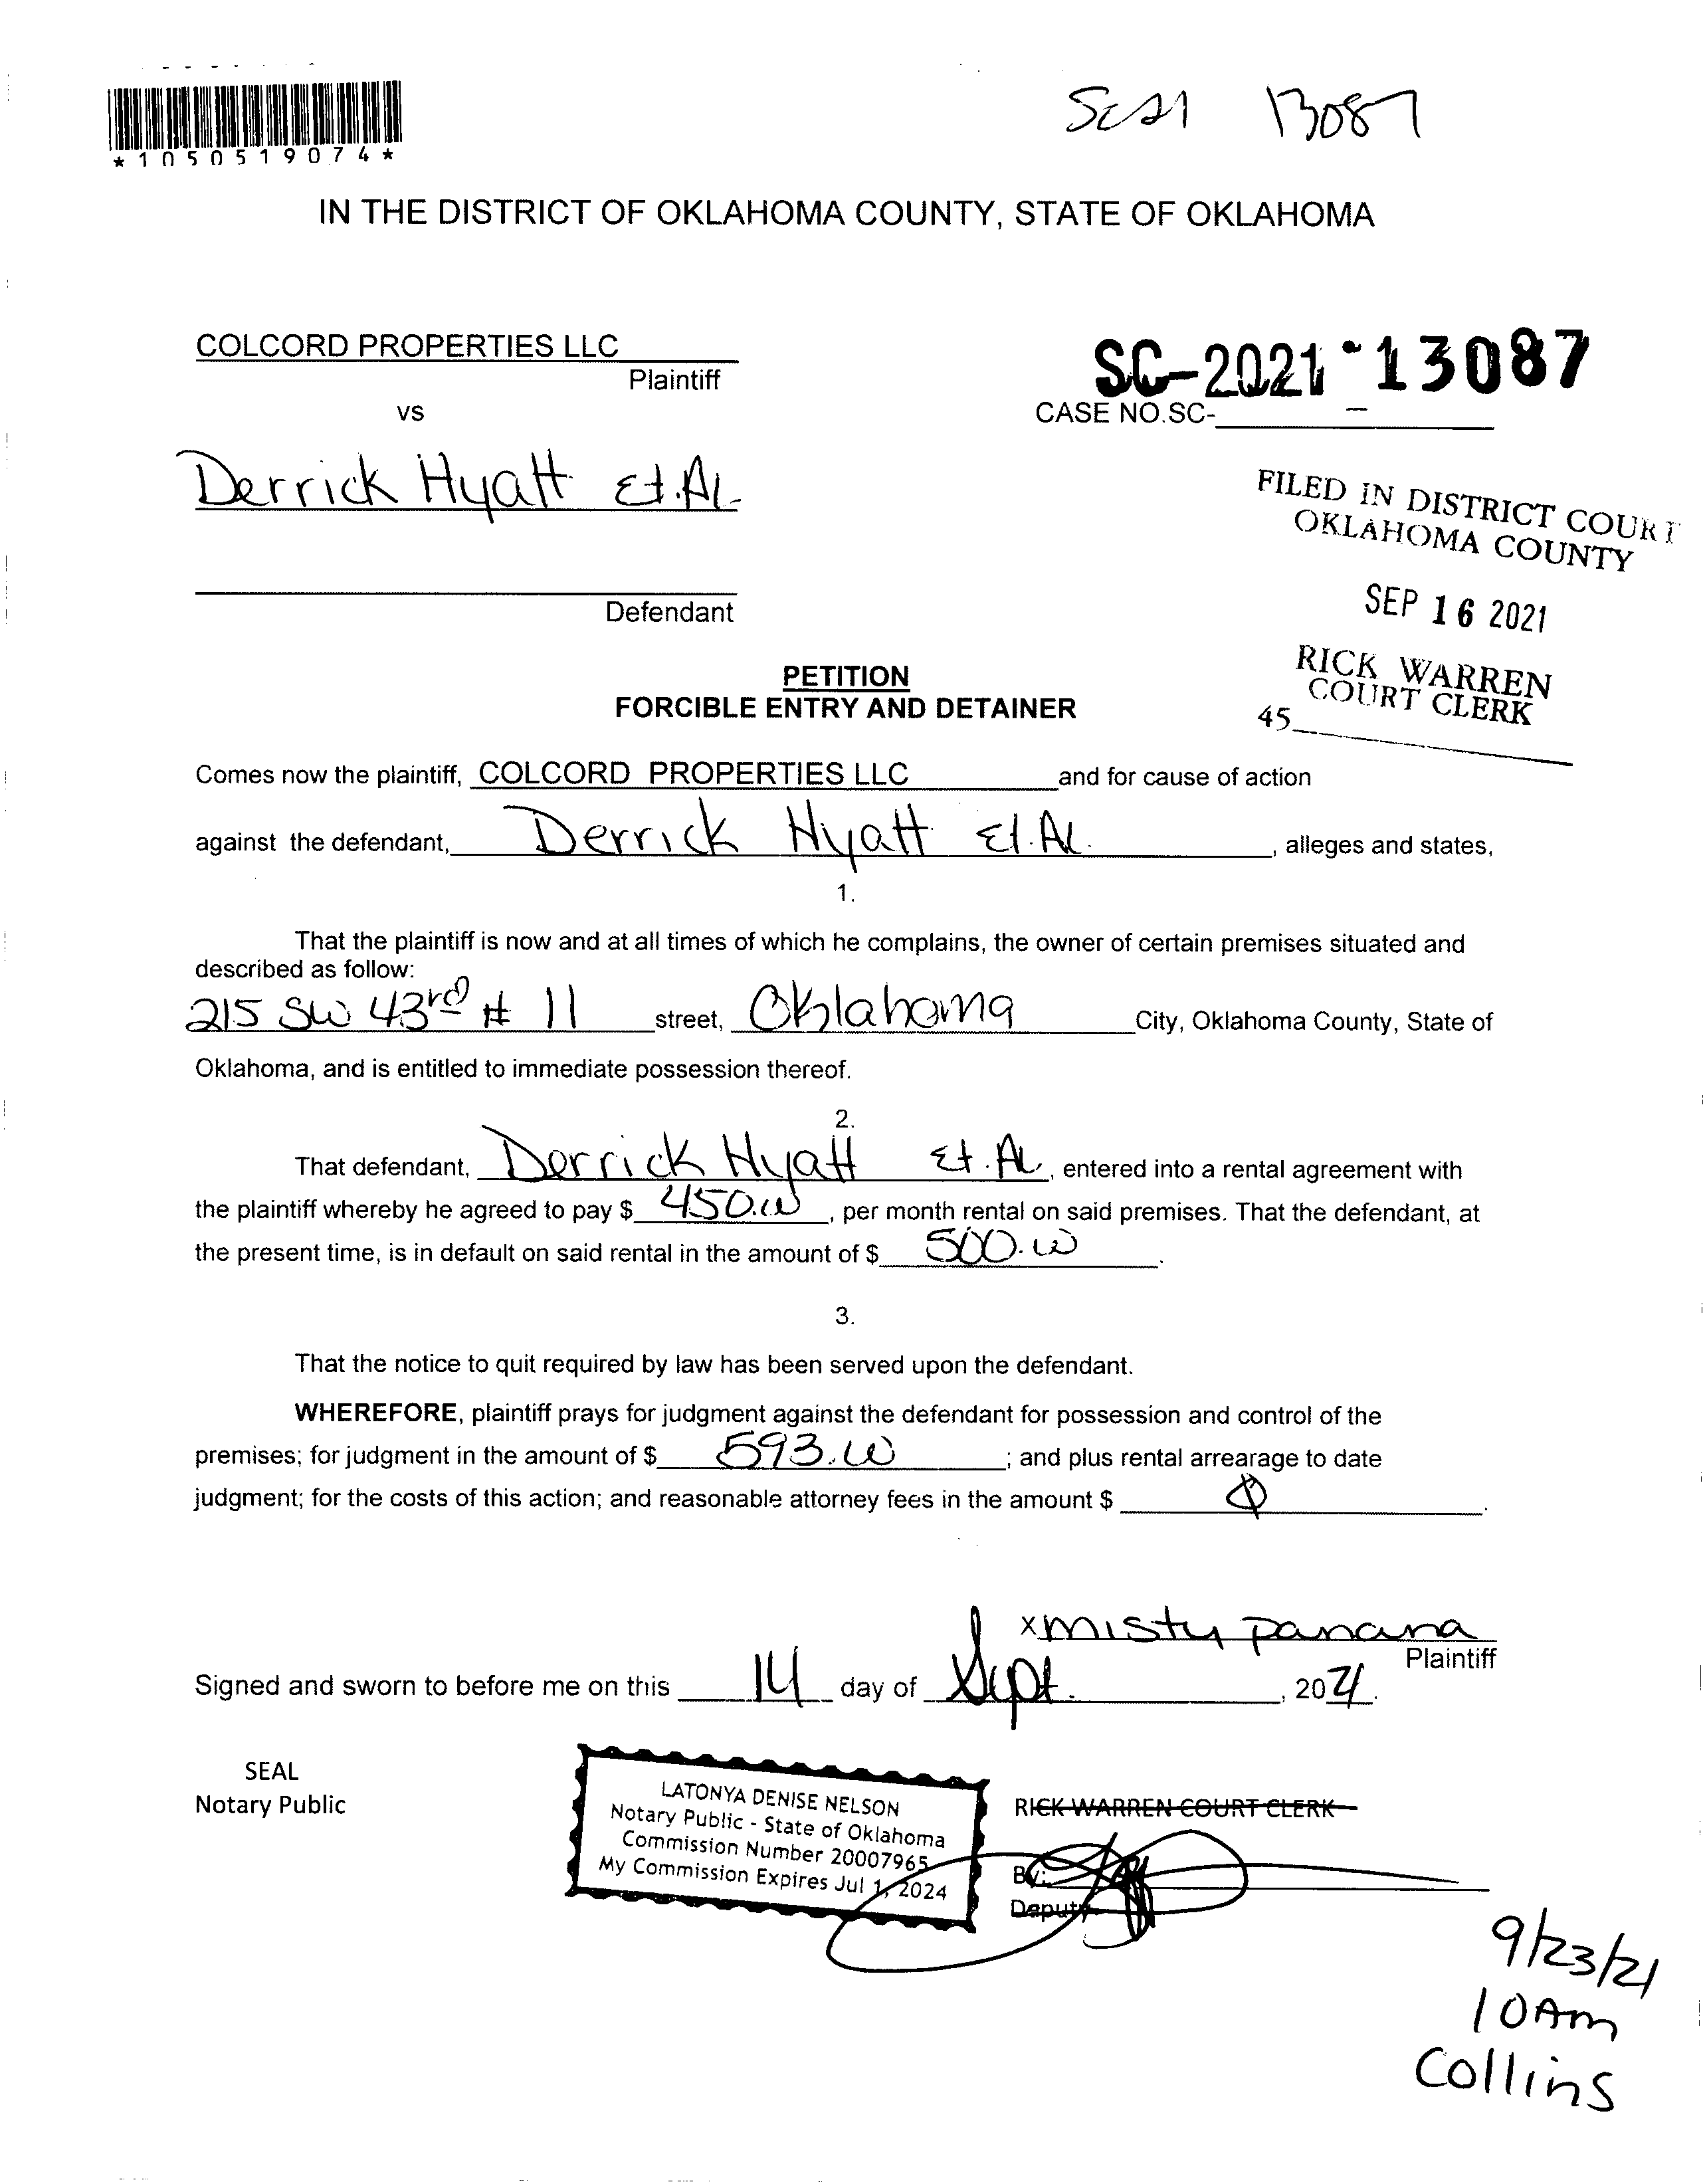 SC21 13087
*1050519074*
IN THE DISTRICT OF OKLAHOMA COUNTY, STATE OF OKLAHOMA
COLCORD PROPERTIES LLC
Plaintiff
SC-2021-13087
vs
CASE NO.SC-_
Derrick Hyatt Et.Al.
FILED IN DISTRICT COURT
OKLAHOMA COUNTY
SEP 16 2021
Defendant
RICK WARREN
COURT CLERK
45
PETITION
FORCIBLE ENTRY AND DETAINER
Comes now the plaintiff, COLCORD PROPERTIES LLC and for cause of action
against the defendant, Derrick Hyatt Et.Al. , alleges and states,
1.
That the plaintiff is now and at all times of which he complains, the owner of certain premises situated and
described as follow:
215 SW 43rd # 11 street, Oklahoma City, Oklahoma County, State of
Oklahoma, and is entitled to immediate possession thereof.
2.
That defendant, Derrick Hyatt Et.Al. , entered into a rental agreement with
the plaintiff whereby he agreed to pay $ 450.00 , per month rental on said premises. That the defendant, at
the present time, is in default on said rental in the amount of $ 500.00 .
3.
That the notice to quit required by law has been served upon the defendant.
WHEREFORE, plaintiff prays for judgment against the defendant for possession and control of the
premises; for judgment in the amount of $ 593.00 ; and plus rental arrearage to date
judgment; for the costs of this action; and reasonable attorney fees in the amount $ 0 .
x misty panana
Plaintiff
Signed and sworn to before me on this 14 day of Sept. , 2021.
SEAL
Notary Public
LATONYA DENISE NELSON
Notary Public - State of Oklahoma
Commission Number 20007965
My Commission Expires Jul 1, 2024
RICK WARREN COURT CLERK
By:
Deputy
9/23/21
10Am
Collins